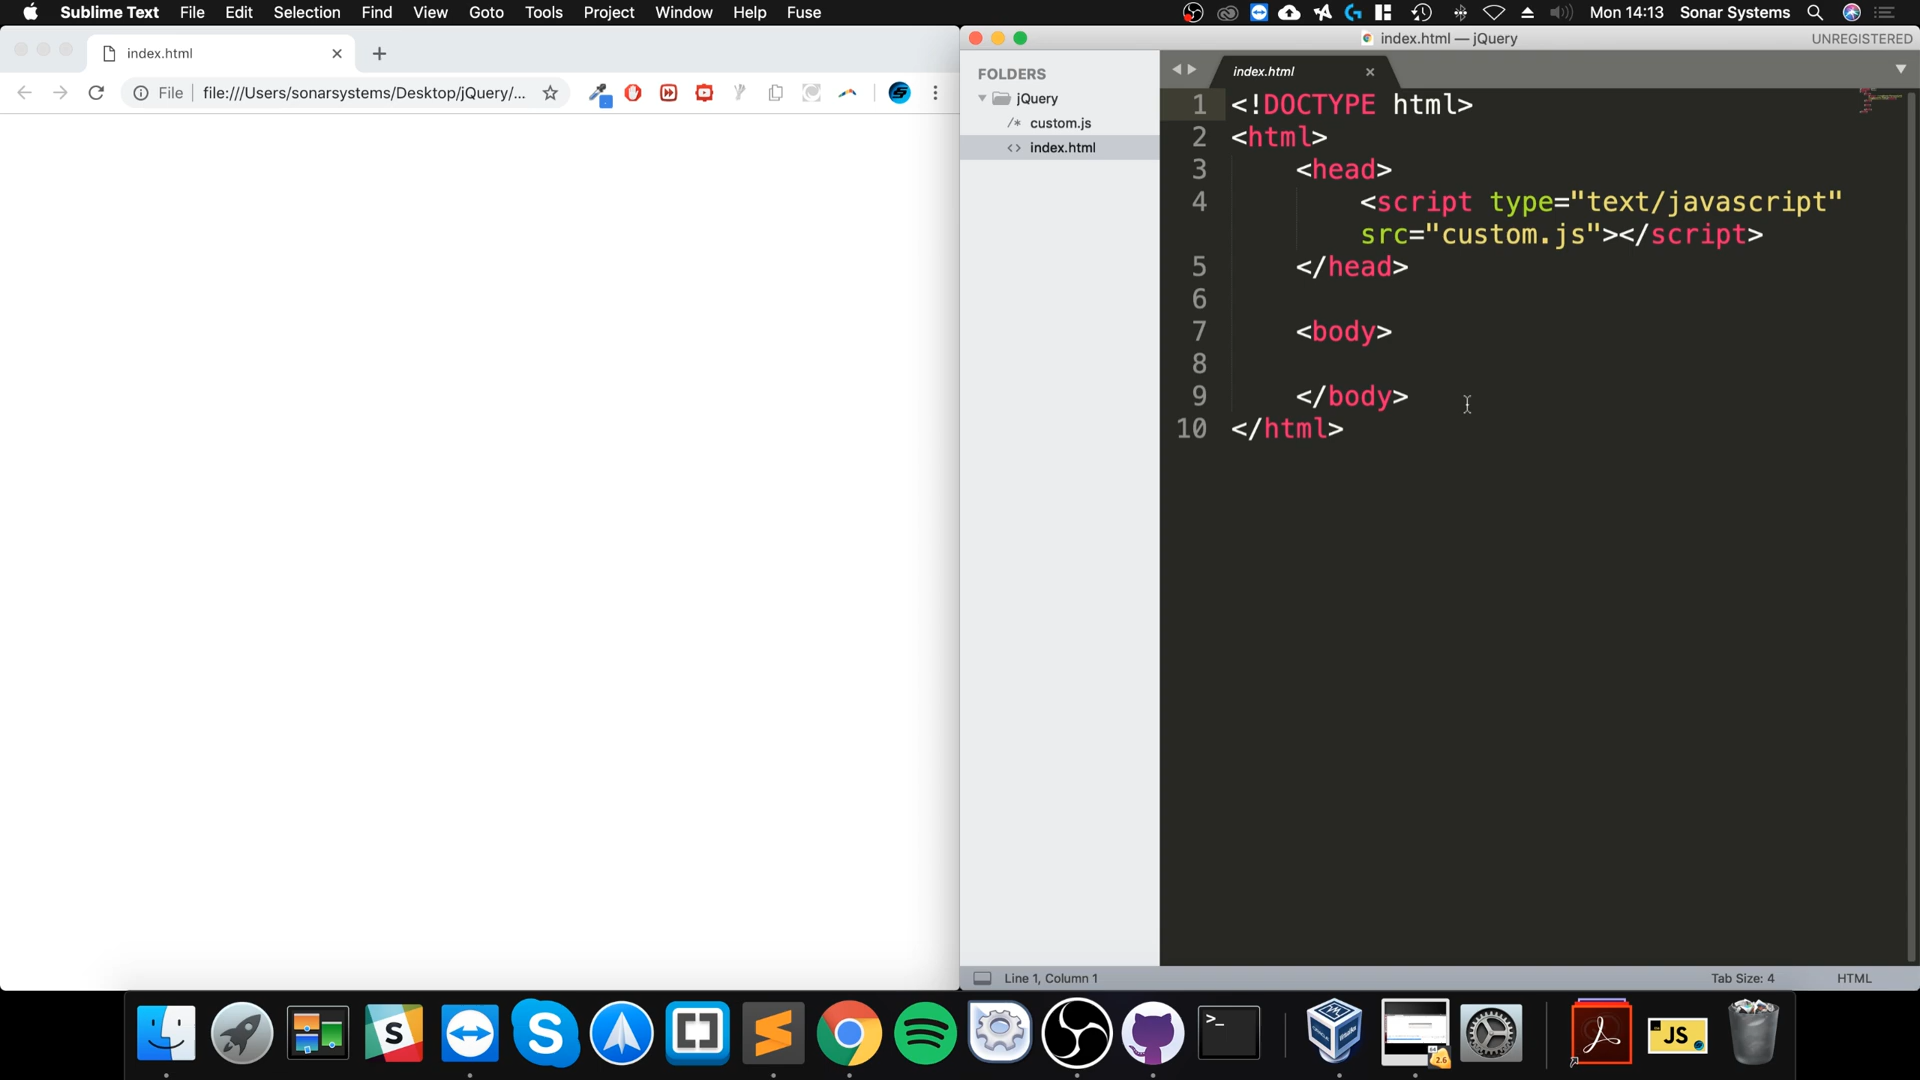 Sublime Text File Edit Selection Find View Goto Tools Project Window Help Fuse Mon 14:13 Sonar Systems
index.html
File file:///Users/sonarsystems/Desktop/jQuery/...
index.html — jQuery UNREGISTERED
FOLDERS
jQuery
/* custom.js
<> index.html
index.html
1 <!DOCTYPE html>
2 <html>
3 <head>
4 <script type="text/javascript"
src="custom.js"></script>
5 </head>
6
7 <body>
8
9 </body>
10 </html>
Line 1, Column 1 Tab Size: 4 HTML
S
S
>_
2.6
JS